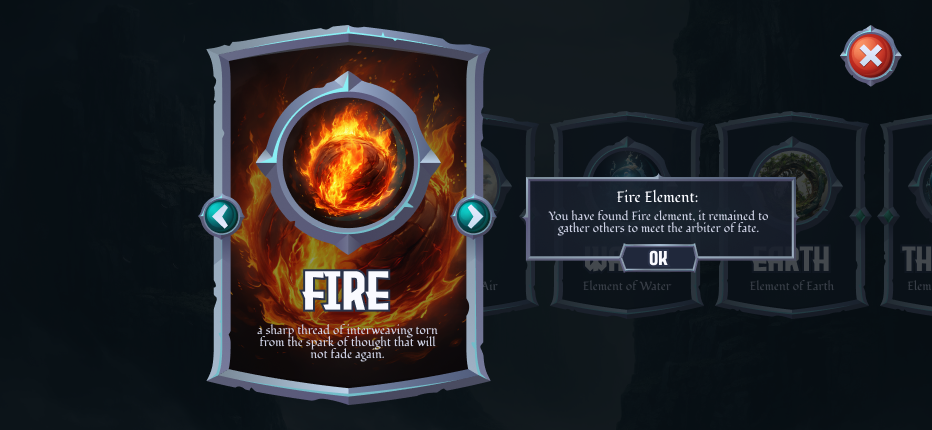 FIRE
a sharp thread of interweaving torn
from the spark of thought that will
not fade again.
Fire Element:
You have found Fire element, it remained to
gather others to meet the arbiter of fate.
OK
Air
Element of Water
EARTH
Element of Earth